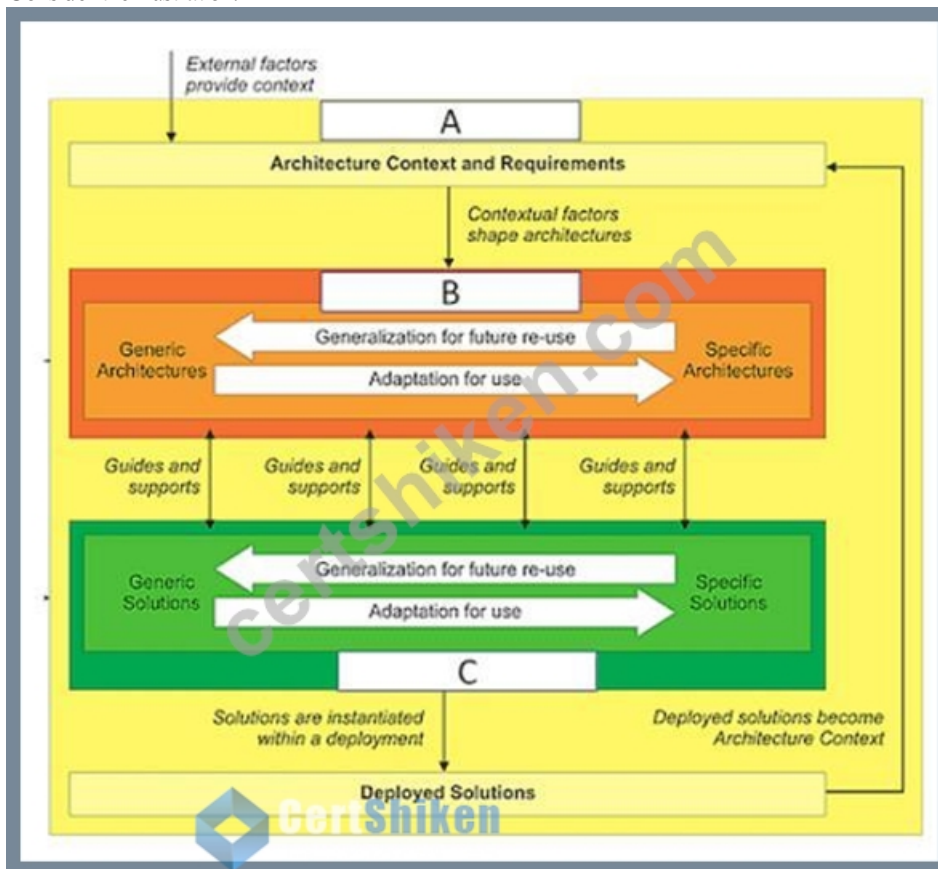 External factors
provide context
A
Architecture Context and Requirements
Contextual factors
shape architectures
B
Generalization for future re-use
Generic
Architectures
Specific
Architectures
Adaptation for use
Guides and
supports
Guides and
supports
Guides and
supports
Guides and
supports
Generalization for future re-use
Generic
Solutions
Specific
Solutions
Adaptation for use
C
Solutions are instantiated
within a deployment
Deployed solutions become
Architecture Context
Deployed Solutions
CertShiken
certshiken.com